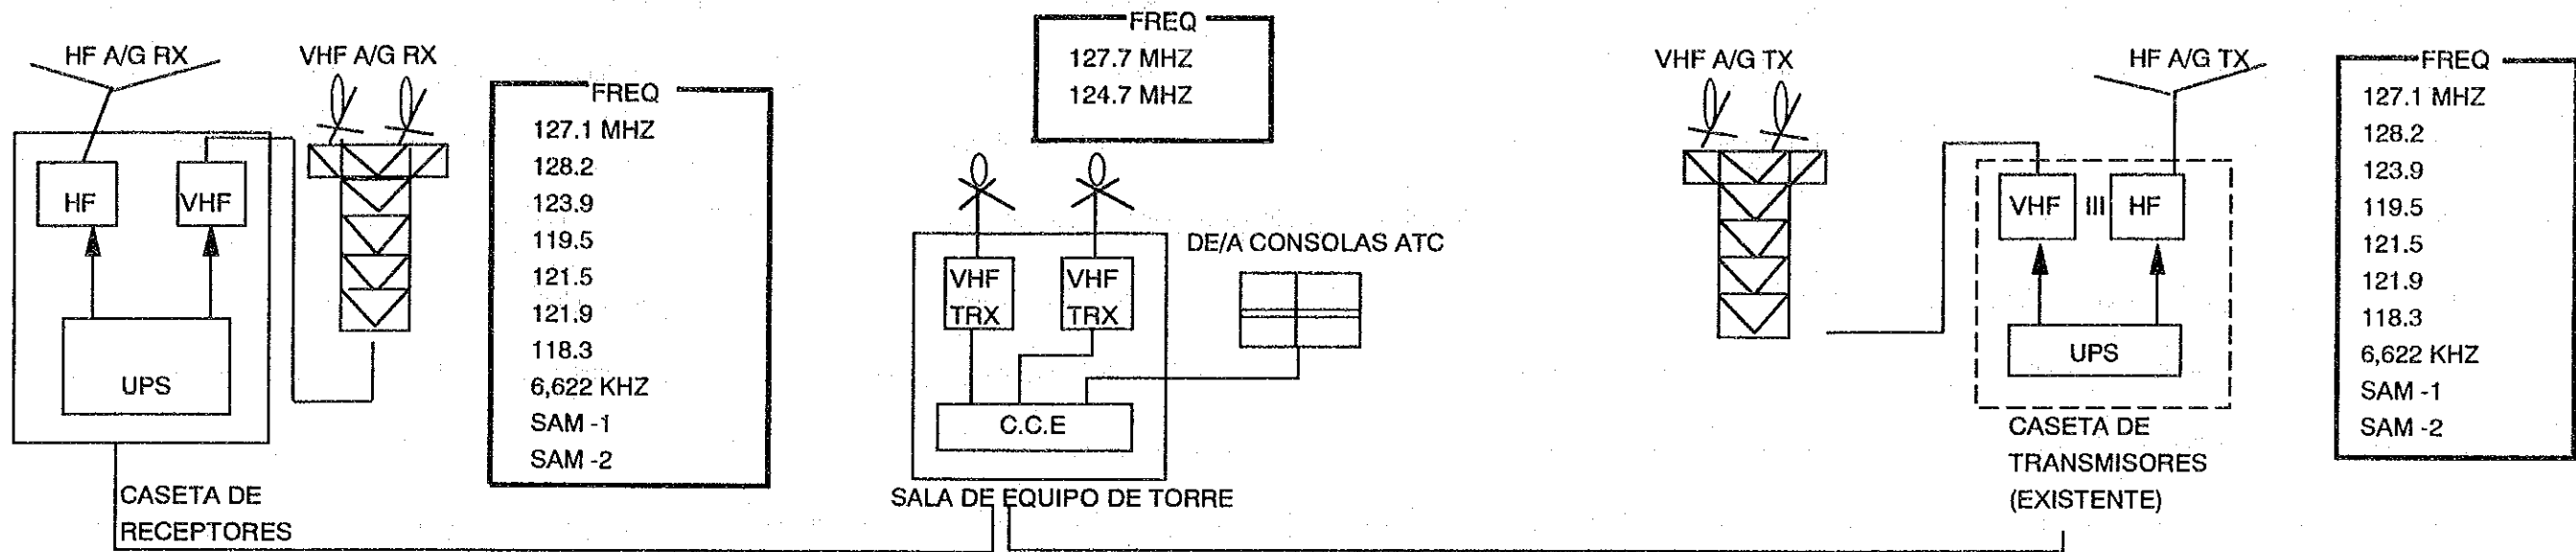 HF A/G RX
VHF A/G RX
HF
VHF
UPS
CASETA DE
RECEPTORES
FREQ
127.1 MHZ
128.2
123.9
119.5
121.5
121.9
118.3
6,622 KHZ
SAM -1
SAM -2
FREQ
127.7 MHZ
124.7 MHZ
VHF
TRX
VHF
TRX
C.C.E
DE/A CONSOLAS ATC
SALA DE EQUIPO DE TORRE
VHF A/G TX
HF A/G TX
VHF
III
HF
UPS
CASETA DE
TRANSMISORES
(EXISTENTE)
FREQ
127.1 MHZ
128.2
123.9
119.5
121.5
121.9
118.3
6,622 KHZ
SAM -1
SAM -2